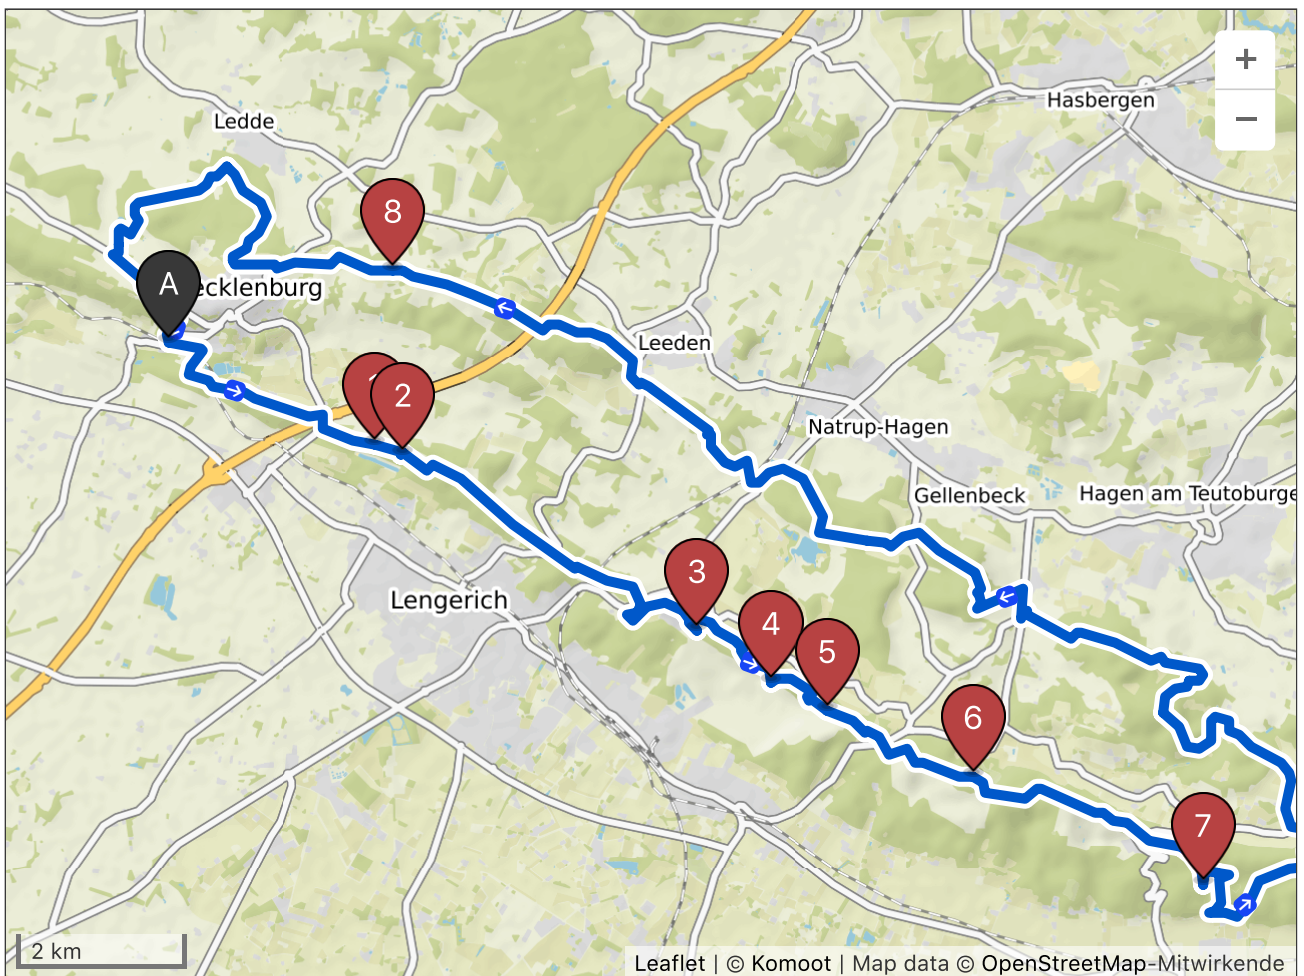 +
−
Hasbergen
Ledde
8
A
ecklenburg
Leeden
2
Natrup-Hagen
Gellenbeck
Hagen am Teutoburge
3
Lengerich
4
5
6
7
2 km
Leaflet | © Komoot | Map data © OpenStreetMap-Mitwirkende